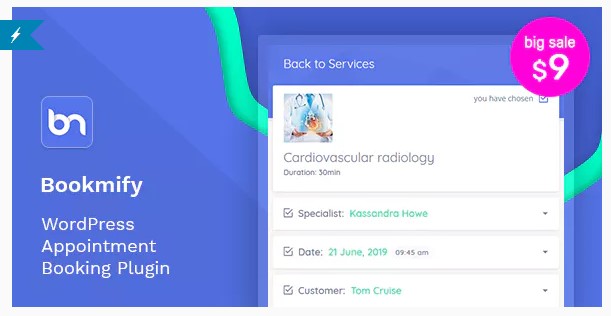 big sale
$9
Back to Services
you have chosen
bn
Bookmify
WordPress
Appointment
Booking Plugin
Cardiovascular radiology
Duration: 30min
Specialist: Kassandra Howe
Date: 21 June, 2019 09:45 am
Customer: Tom Cruise